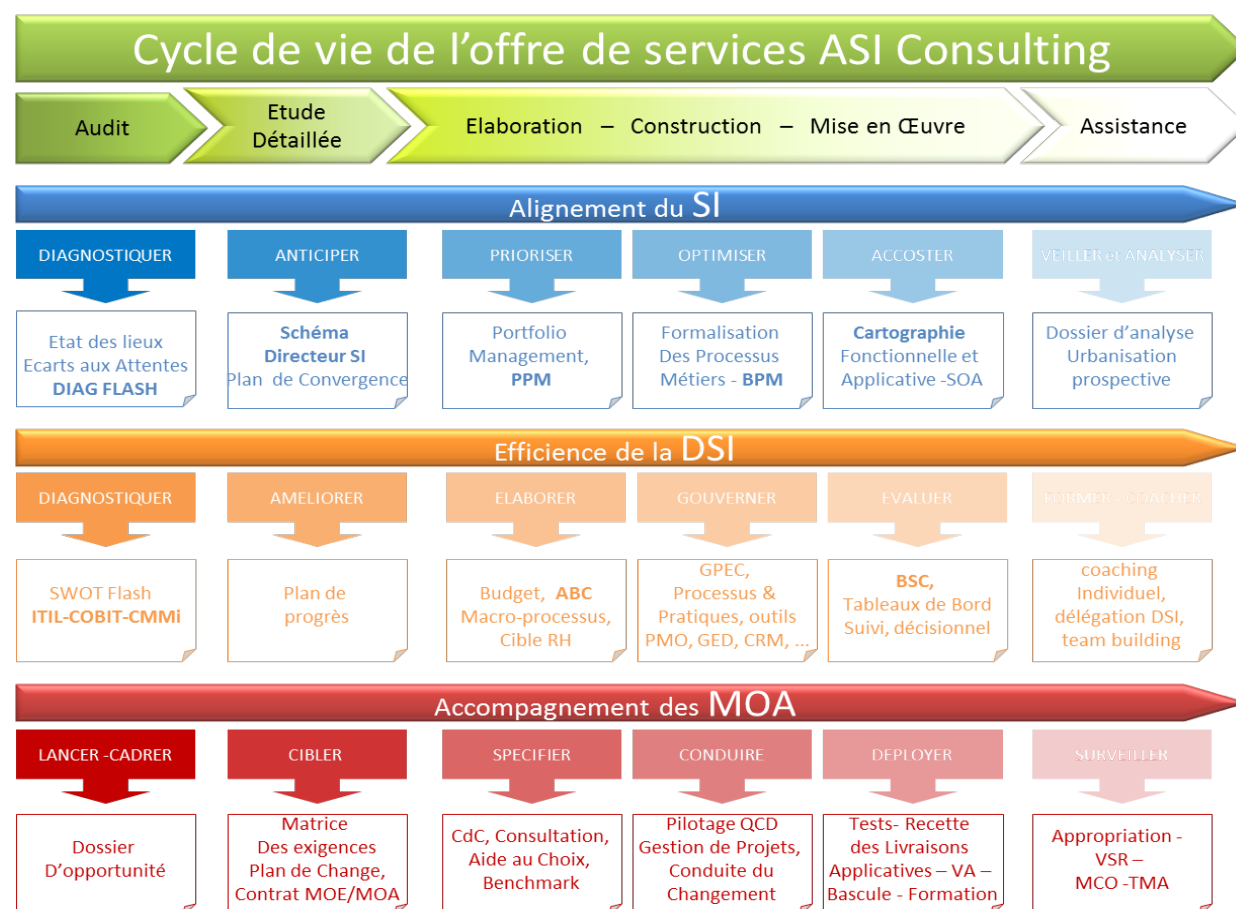 Cycle de vie de l’offre de services ASI Consulting
Audit
Etude
Détaillée
Elaboration – Construction – Mise en Œuvre
Assistance
Alignement du SI
DIAGNOSTIQUER
ANTICIPER
PRIORISER
OPTIMISER
ACCOSTER
VEILLER et ANALYSER
Etat des lieux
Ecarts aux Attentes
DIAG FLASH
Schéma
Directeur SI
Plan de Convergence
Portfolio
Management,
PPM
Formalisation
Des Processus
Métiers - BPM
Cartographie
Fonctionnelle et
Applicative -SOA
Dossier d’analyse
Urbanisation
prospective
Efficience de la DSI
DIAGNOSTIQUER
AMELIORER
ELABORER
GOUVERNER
EVALUER
FORMER - COACHER
SWOT Flash
ITIL-COBIT-CMMi
Plan de
progrès
Budget, ABC
Macro-processus,
Cible RH
GPEC,
Processus &
Pratiques, outils
PMO, GED, CRM, ...
BSC,
Tableaux de Bord
Suivi, décisionnel
coaching
Individuel,
délégation DSI,
team building
Accompagnement des MOA
LANCER -CADRER
CIBLER
SPECIFIER
CONDUIRE
DEPLOYER
SURVEILLER
Dossier
D’opportunité
Matrice
Des exigences
Plan de Change,
Contrat MOE/MOA
CdC, Consultation,
Aide au Choix,
Benchmark
Pilotage QCD
Gestion de Projets,
Conduite du
Changement
Tests- Recette
des Livraisons
Applicatives – VA –
Bascule - Formation
Appropriation -
VSR –
MCO -TMA